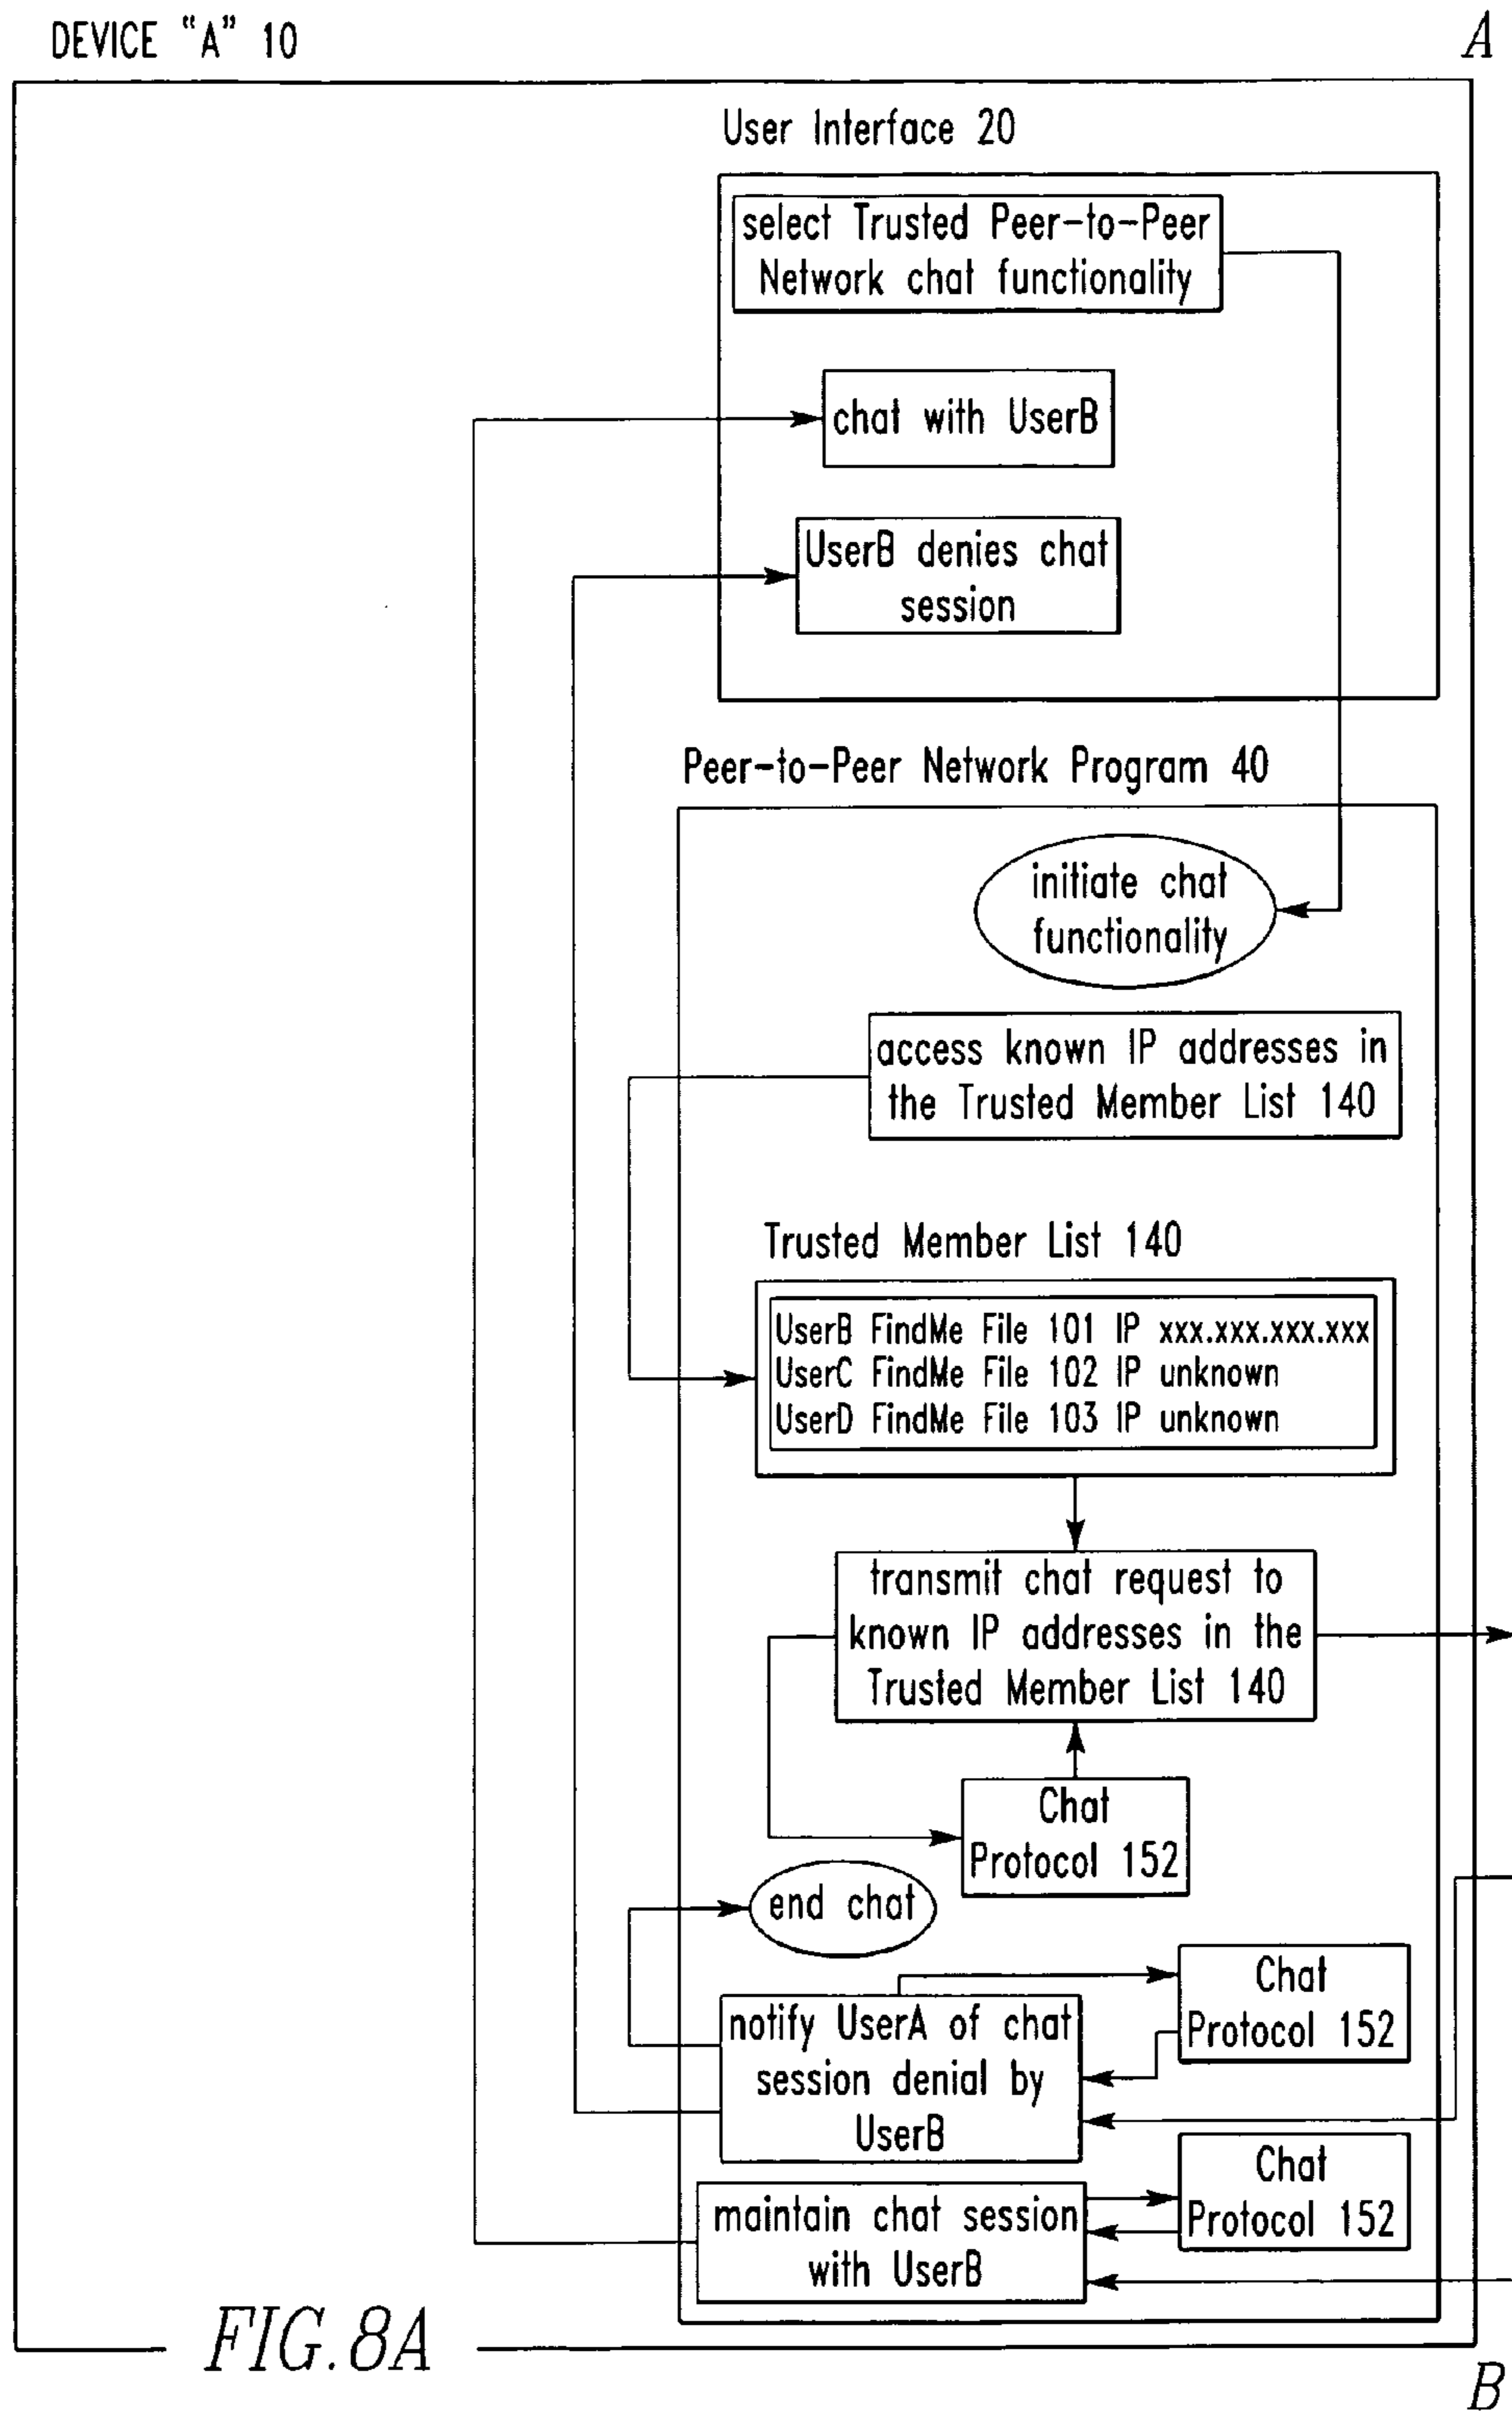 DEVICE “A” 10
A
User Interface 20
select Trusted Peer-to-Peer
Network chat functionality
chat with UserB
UserB denies chat
session
Peer-to-Peer Network Program 40
initiate chat
functionality
access known IP addresses in
the Trusted Member List 140
Trusted Member List 140
UserB FindMe File 101 IP xxx.xxx.xxx.xxx
UserC FindMe File 102 IP unknown
UserD FindMe File 103 IP unknown
transmit chat request to
known IP addresses in the
Trusted Member List 140
Chat
Protocol 152
end chat
Chat
Protocol 152
notify UserA of chat
session denial by
UserB
Chat
Protocol 152
maintain chat session
with UserB
FIG.8A
B